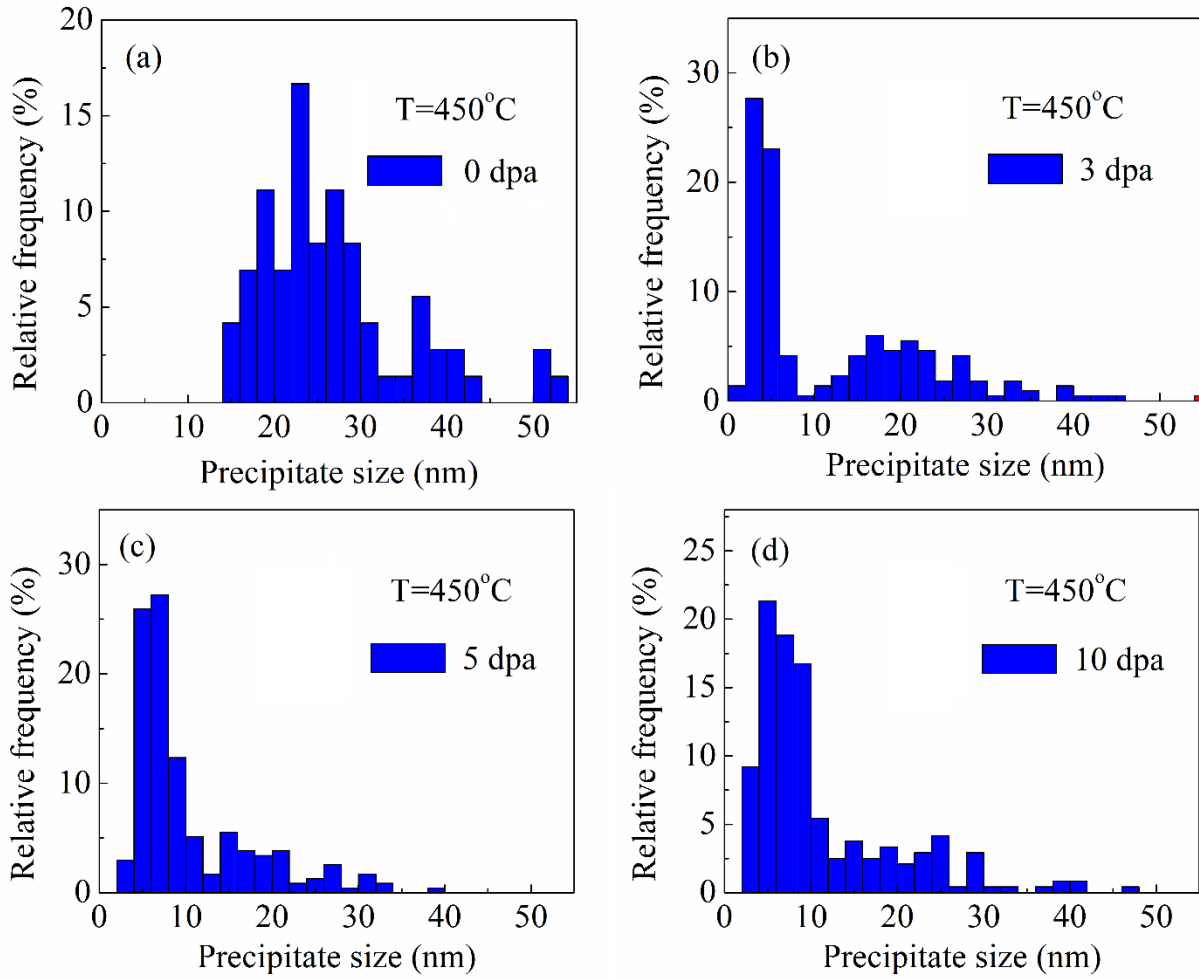 (a)
T=450°C
0 dpa
Relative frequency (%)
20
15
10
5
0
0 10 20 30 40 50
Precipitate size (nm)
(b)
T=450°C
3 dpa
Relative frequency (%)
30
20
10
0
0 10 20 30 40 50
Precipitate size (nm)
(c)
T=450°C
5 dpa
Relative frequency (%)
30
20
10
0
0 10 20 30 40 50
Precipitate size (nm)
(d)
T=450°C
10 dpa
Relative frequency (%)
25
20
15
10
5
0
0 10 20 30 40 50
Precipitate size (nm)